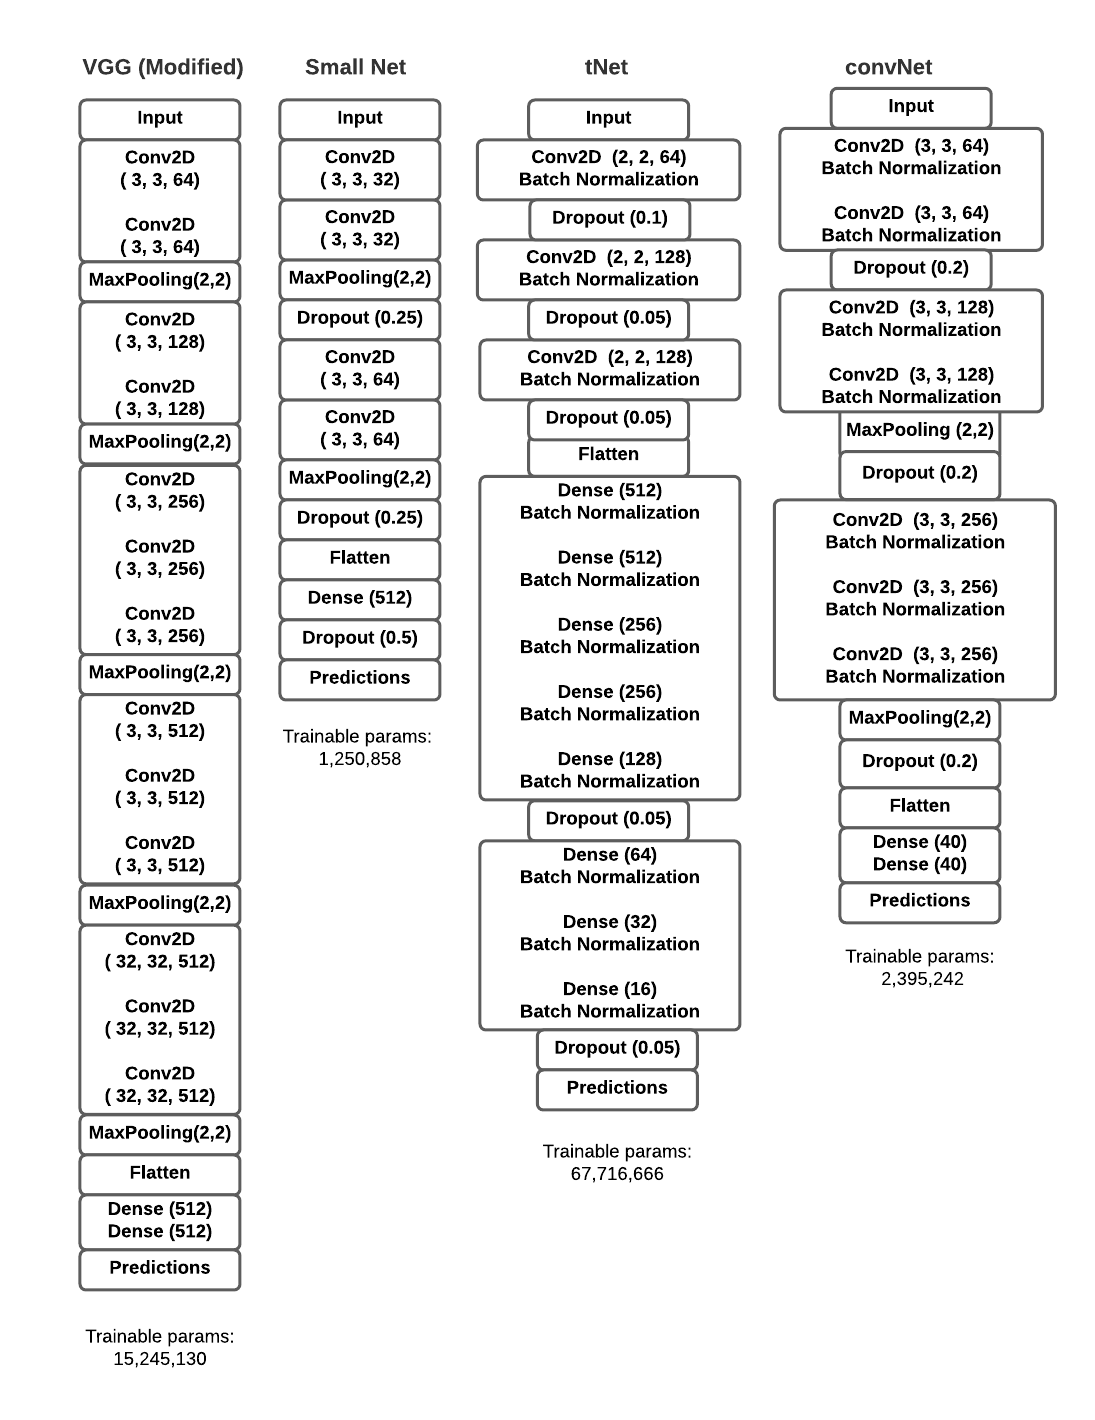 VGG (Modified)
Input
Conv2D
( 3, 3, 64)
Conv2D
( 3, 3, 64)
MaxPooling(2,2)
Conv2D
( 3, 3, 128)
Conv2D
( 3, 3, 128)
MaxPooling(2,2)
Conv2D
( 3, 3, 256)
Conv2D
( 3, 3, 256)
Conv2D
( 3, 3, 256)
MaxPooling(2,2)
Conv2D
( 3, 3, 512)
Conv2D
( 3, 3, 512)
Conv2D
( 3, 3, 512)
MaxPooling(2,2)
Conv2D
( 32, 32, 512)
Conv2D
( 32, 32, 512)
Conv2D
( 32, 32, 512)
MaxPooling(2,2)
Flatten
Dense (512)
Dense (512)
Predictions
Trainable params:
15,245,130
Small Net
Input
Conv2D
( 3, 3, 32)
Conv2D
( 3, 3, 32)
MaxPooling(2,2)
Dropout (0.25)
Conv2D
( 3, 3, 64)
Conv2D
( 3, 3, 64)
MaxPooling(2,2)
Dropout (0.25)
Flatten
Dense (512)
Dropout (0.5)
Predictions
Trainable params:
1,250,858
tNet
Input
Conv2D (2, 2, 64)
Batch Normalization
Dropout (0.1)
Conv2D (2, 2, 128)
Batch Normalization
Dropout (0.05)
Conv2D (2, 2, 128)
Batch Normalization
Dropout (0.05)
Flatten
Dense (512)
Batch Normalization
Dense (512)
Batch Normalization
Dense (256)
Batch Normalization
Dense (256)
Batch Normalization
Dense (128)
Batch Normalization
Dropout (0.05)
Dense (64)
Batch Normalization
Dense (32)
Batch Normalization
Dense (16)
Batch Normalization
Dropout (0.05)
Predictions
Trainable params:
67,716,666
convNet
Input
Conv2D (3, 3, 64)
Batch Normalization
Conv2D (3, 3, 64)
Batch Normalization
Dropout (0.2)
Conv2D (3, 3, 128)
Batch Normalization
Conv2D (3, 3, 128)
Batch Normalization
MaxPooling (2,2)
Dropout (0.2)
Conv2D (3, 3, 256)
Batch Normalization
Conv2D (3, 3, 256)
Batch Normalization
Conv2D (3, 3, 256)
Batch Normalization
MaxPooling(2,2)
Dropout (0.2)
Flatten
Dense (40)
Dense (40)
Predictions
Trainable params:
2,395,242